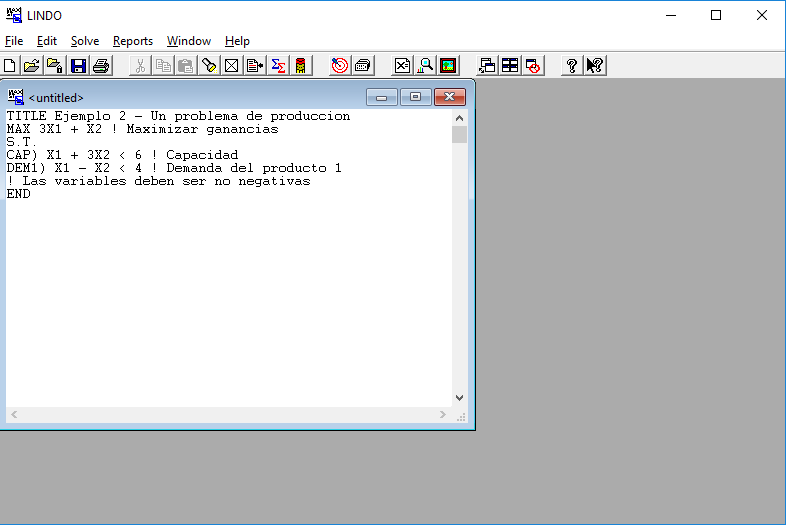 LINDO
File Edit Solve Reports Window Help
<untitled>
TITLE Ejemplo 2 - Un problema de produccion
MAX 3X1 + X2 ! Maximizar ganancias
S.T.
CAP) X1 + 3X2 < 6 ! Capacidad
DEM1) X1 - X2 < 4 ! Demanda del producto 1
! Las variables deben ser no negativas
END